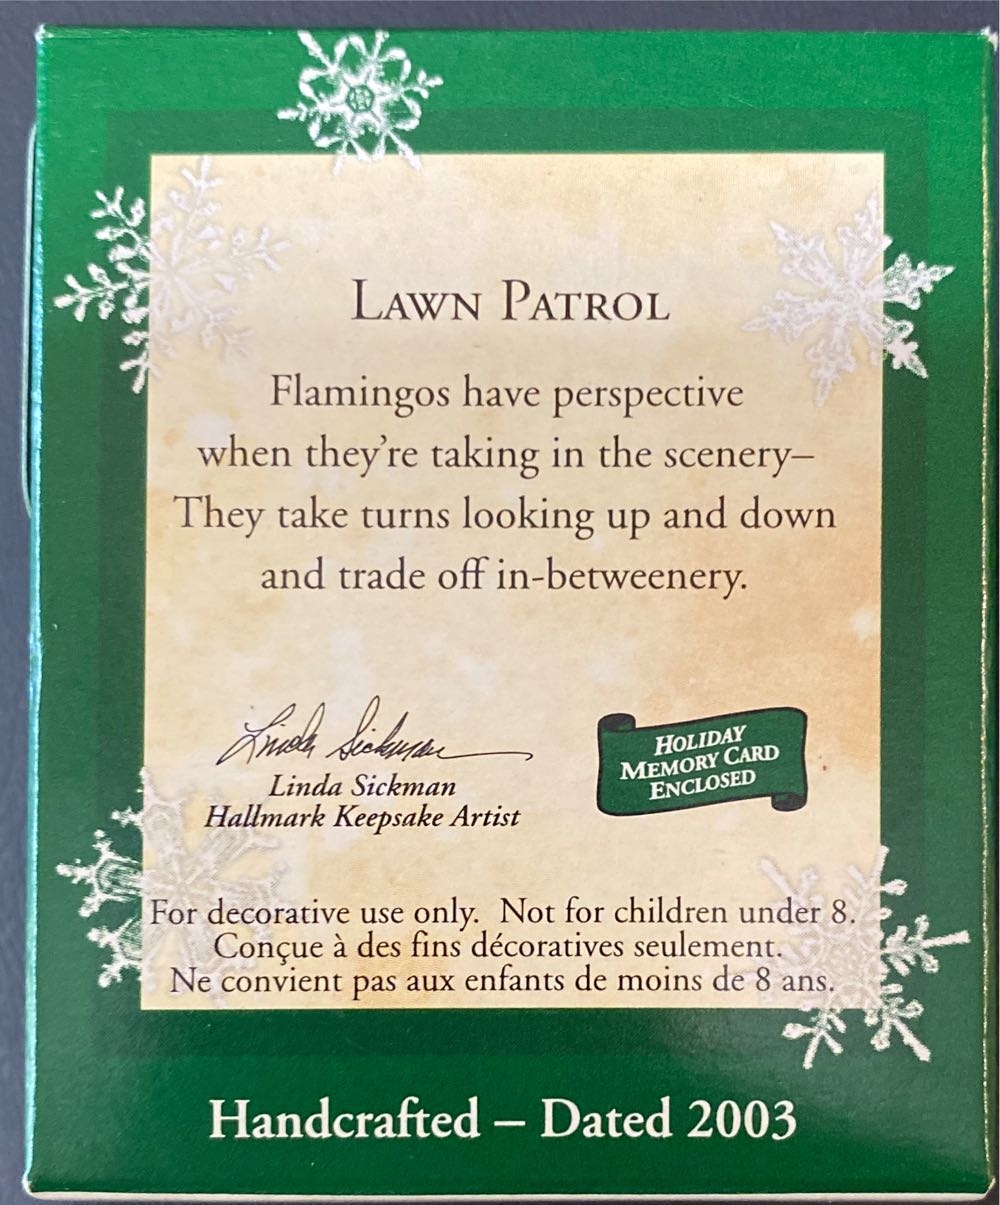 LAWN PATROL
Flamingos have perspective
when they're taking in the scenery–
They take turns looking up and down
and trade off in-betweenery.
Linda Sickman
Linda Sickman
Hallmark Keepsake Artist
HOLIDAY
MEMORY CARD
ENCLOSED
For decorative use only. Not for children under 8.
Conçue à des fins décoratives seulement.
Ne convient pas aux enfants de moins de 8 ans.
Handcrafted – Dated 2003